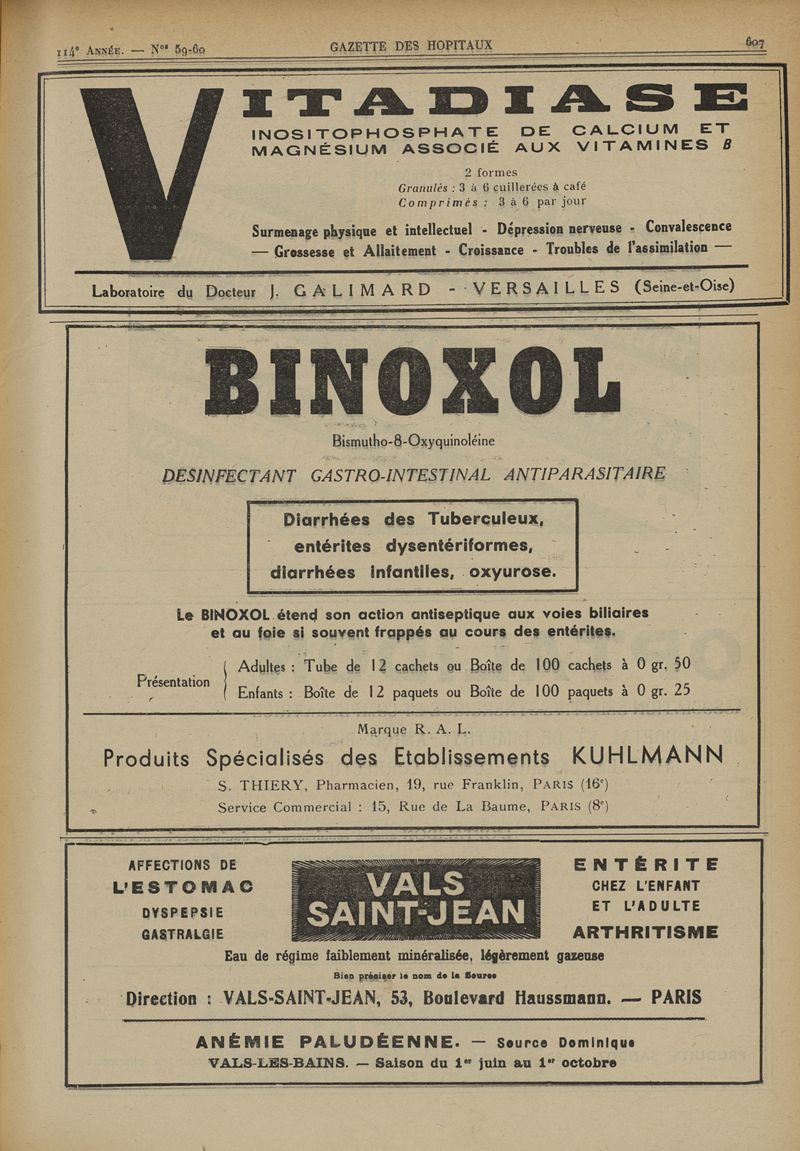 114e ANNÉE. — Nos 59-60
GAZETTE DES HOPITAUX
607
VITADIASE
INOSITOPHOSPHATE DE CALCIUM ET
MAGNÉSIUM ASSOCIÉ AUX VITAMINES B
2 formes
Granulés : 3 à 6 cuillerées à café
Comprimés : 3 à 6 par jour
Surmenage physique et intellectuel - Dépression nerveuse - Convalescence
— Grossesse et Allaitement - Croissance - Troubles de l'assimilation —
Laboratoire du Docteur J. GALIMARD - VERSAILLES (Seine-et-Oise)
BINOXOL
Bismutho-8-Oxyquinoléine
DESINFECTANT GASTRO-INTESTINAL ANTIPARASITAIRE
Diarrhées des Tuberculeux,
entérites dysentériformes,
diarrhées infantiles, oxyurose.
Le BINOXOL étend son action antiseptique aux voies biliaires
et au foie si souvent frappés au cours des entérites.
Présentation
Adultes : Tube de 12 cachets ou Boîte de 100 cachets à 0 gr. 50
Enfants : Boîte de 12 paquets ou Boîte de 100 paquets à 0 gr. 25
Marque R. A. L.
Produits Spécialisés des Etablissements KUHLMANN
S. THIERY, Pharmacien, 19, rue Franklin, PARIS (16e)
Service Commercial : 15, Rue de La Baume, PARIS (8e)
AFFECTIONS DE
L'ESTOMAC
DYSPEPSIE
GASTRALGIE
VALS
SAINT-JEAN
ENTÉRITE
CHEZ L'ENFANT
ET L'ADULTE
ARTHRITISME
Eau de régime faiblement minéralisée, légèrement gazeuse
Bien préciser le nom de la Source
Direction : VALS-SAINT-JEAN, 53, Boulevard Haussmann. — PARIS
ANÉMIE PALUDÉENNE. — Source Dominique
VALS-LES-BAINS. — Saison du 1er juin au 1er octobre